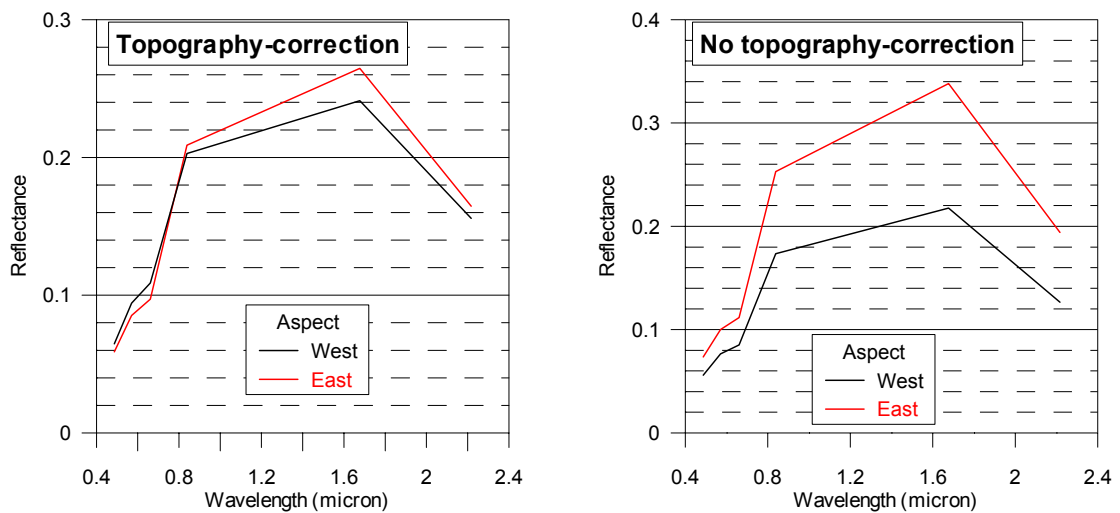 Topography-correction
0.3
0.2
0.1
0
Reflectance
Aspect
West
East
0.4 0.8 1.2 1.6 2 2.4
Wavelength (micron)
No topography-correction
0.4
0.3
0.2
0.1
0
Reflectance
Aspect
West
East
0.4 0.8 1.2 1.6 2 2.4
Wavelength (micron)